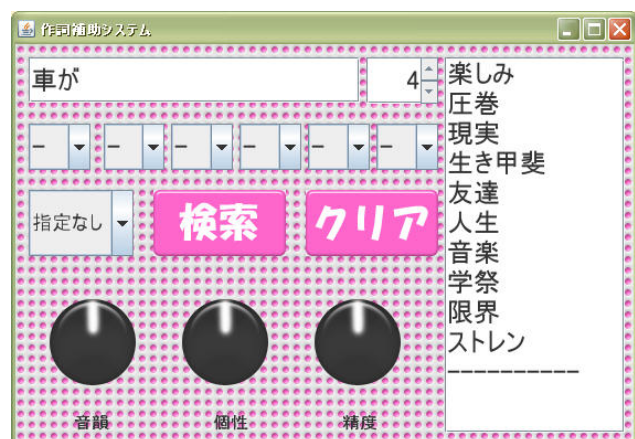 作詞補助システム
車が
4
- - - - - -
指定なし
検索
クリア
音韻
個性
精度
楽しみ
圧巻
現実
生き甲斐
友達
人生
音楽
学祭
限界
ストレン
----------